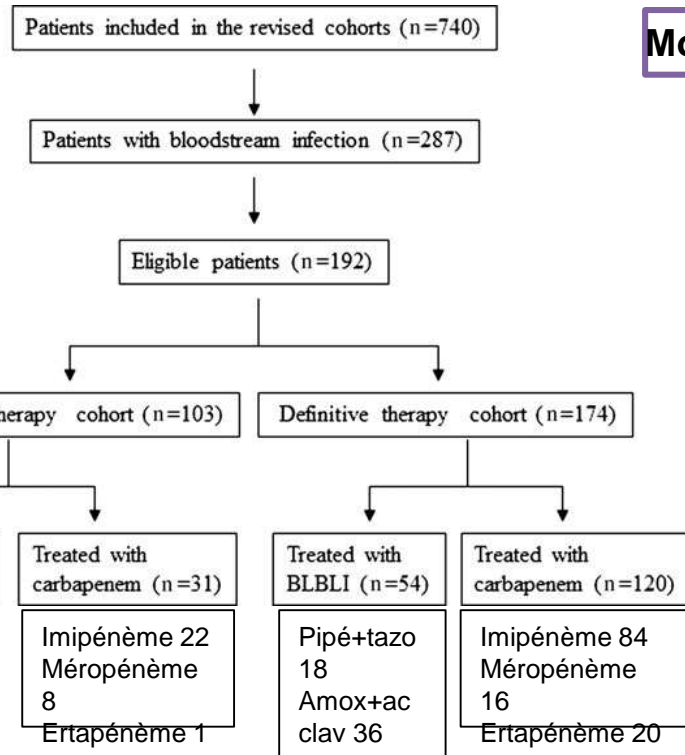 Patients included in the revised cohorts (n=740)
Patients with bloodstream infection (n=287)
Eligible patients (n=192)
therapy cohort (n=103)
Definitive therapy cohort (n=174)
Treated with
carbapenem (n=31)
Treated with
BLBLI (n=54)
Treated with
carbapenem (n=120)
Imipénème 22
Méropénème
8
Ertapénème 1
Pipé+tazo
18
Amox+ac
clav 36
Imipénème 84
Méropénème
16
Ertapénème 20